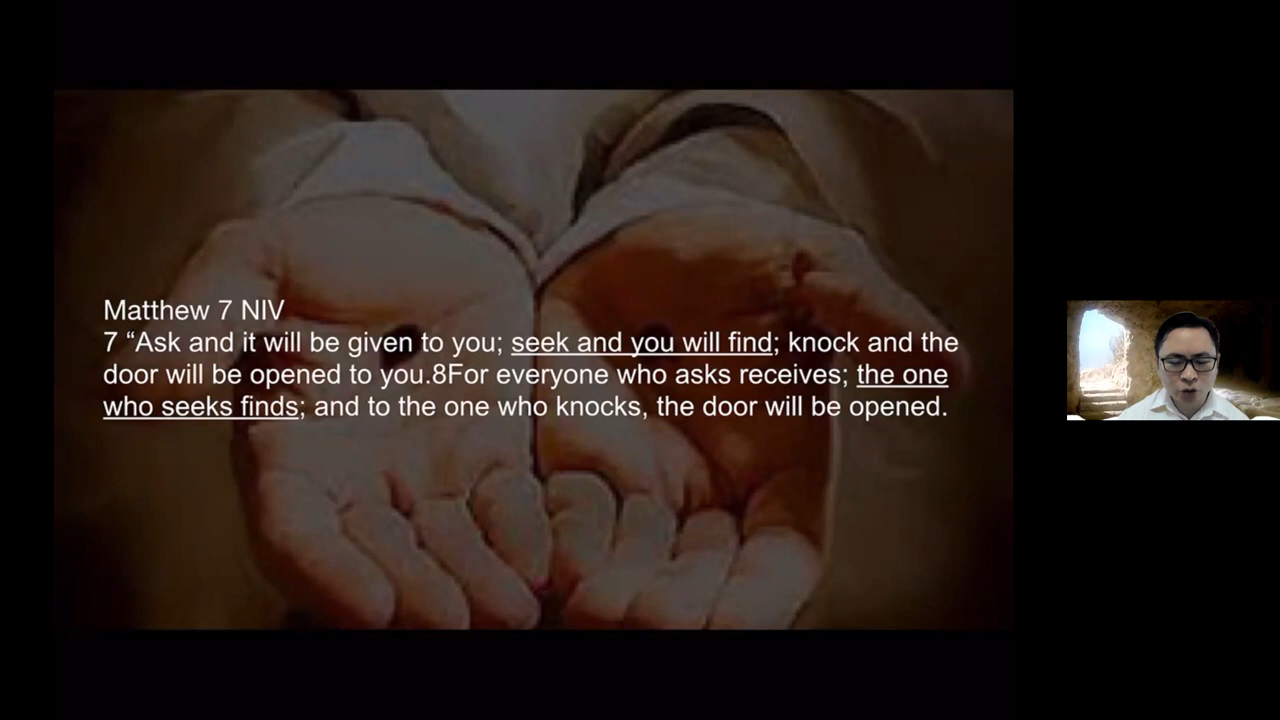 Matthew 7 NIV
7 “Ask and it will be given to you; seek and you will find; knock and the
door will be opened to you.8For everyone who asks receives; the one
who seeks finds; and to the one who knocks, the door will be opened.